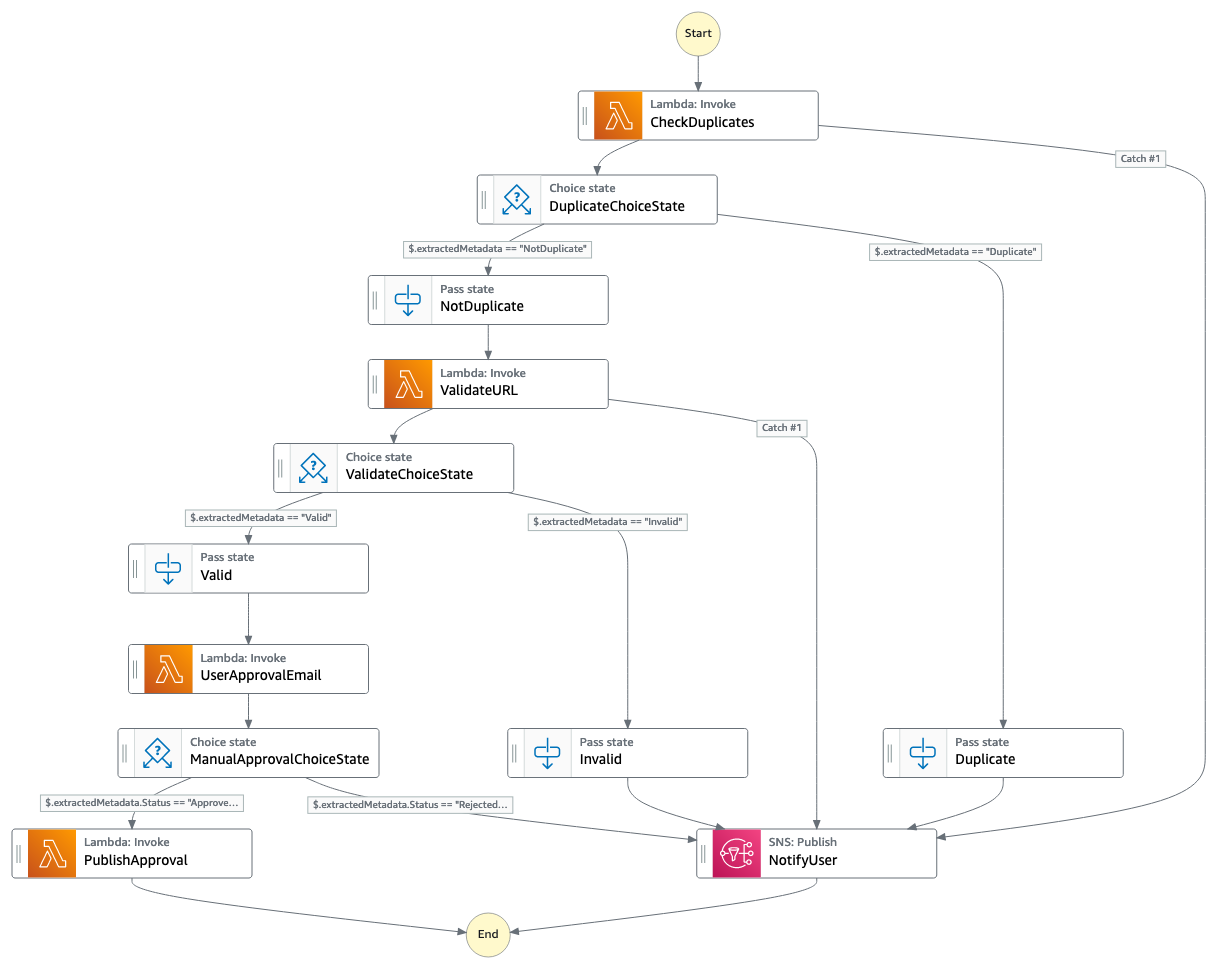 Start
Lambda: Invoke
CheckDuplicates
Catch #1
Choice state
DuplicateChoiceState
$.extractedMetadata == "NotDuplicate"
$.extractedMetadata == "Duplicate"
Pass state
NotDuplicate
Lambda: Invoke
ValidateURL
Catch #1
Choice state
ValidateChoiceState
$.extractedMetadata == "Valid"
$.extractedMetadata == "Invalid"
Pass state
Valid
Lambda: Invoke
UserApprovalEmail
Choice state
ManualApprovalChoiceState
Pass state
Invalid
Pass state
Duplicate
$.extractedMetadata.Status == "Approve...
$.extractedMetadata.Status == "Rejected...
Lambda: Invoke
PublishApproval
SNS: Publish
NotifyUser
End